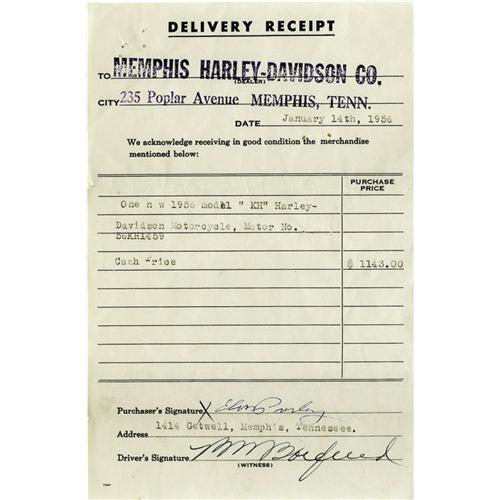 DELIVERY RECEIPT
TO MEMPHIS HARLEY-DAVIDSON CO.
(DEALER)
CITY 235 Poplar Avenue MEMPHIS, TENN.
DATE January 14th, 1956
We acknowledge receiving in good condition the merchandise
mentioned below:
PURCHASE
PRICE
One n w 1956 model " KH" Harley-
Davidson Motorcycle, Motor No.
56KH1459
Cash Price $ 1143.00
Purchaser's Signature X Elvis Presley
Address 1414 Getwell, Memphis, Tennessee.
Driver's Signature
(WITNESS)